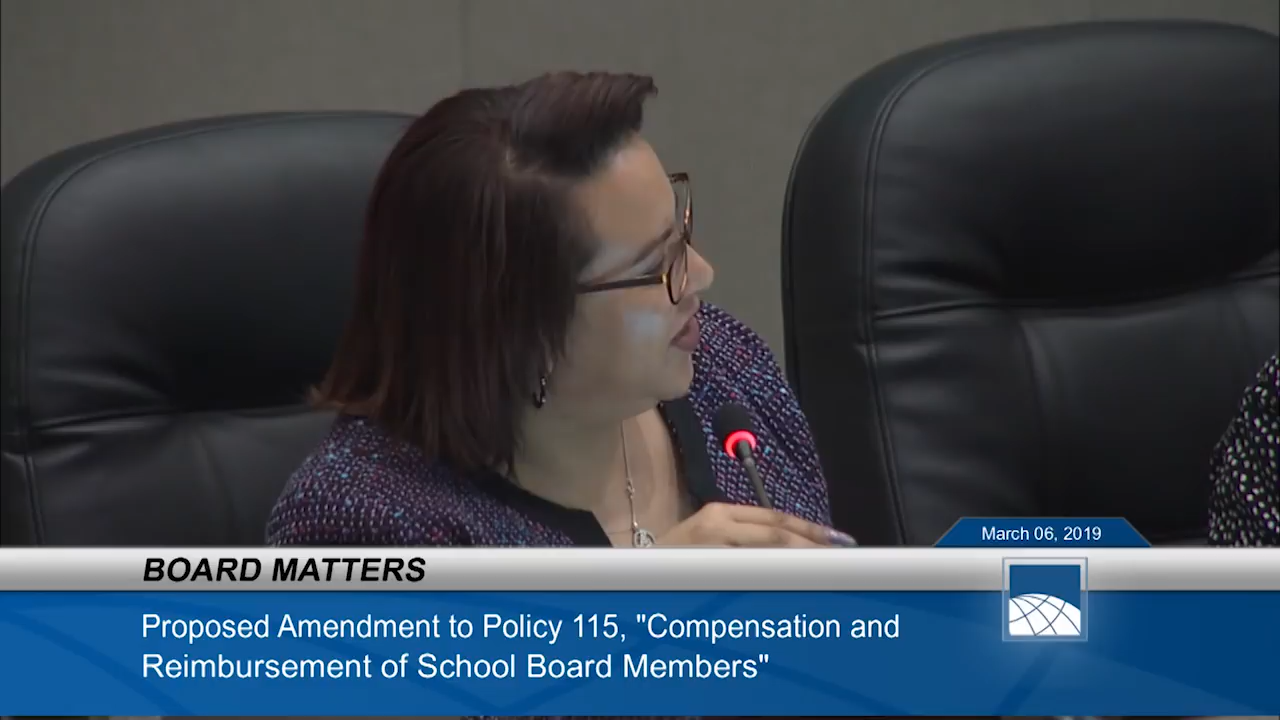 March 06, 2019
BOARD MATTERS
Proposed Amendment to Policy 115, "Compensation and
Reimbursement of School Board Members"